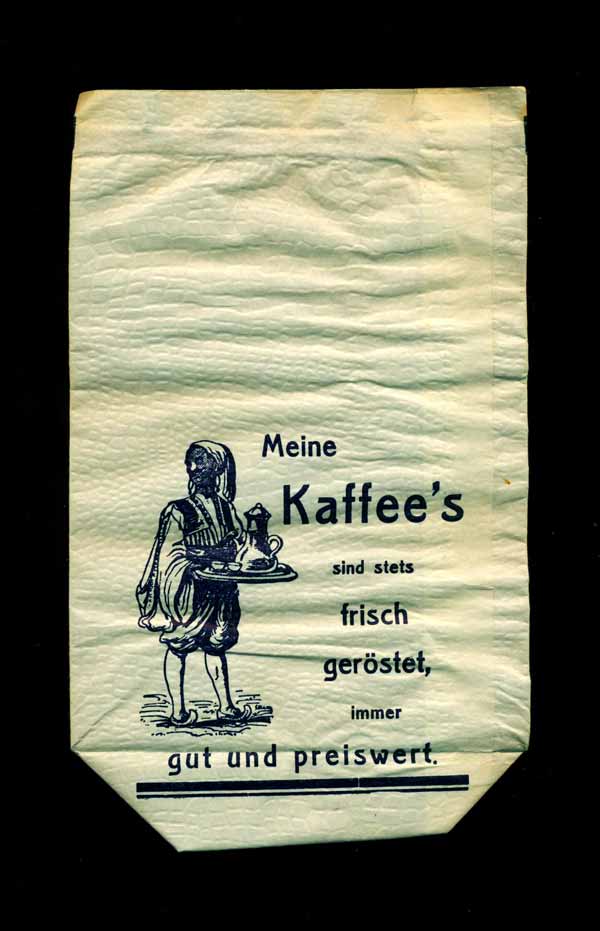 Meine
Kaffee's
sind stets
frisch
geröstet,
immer
gut und preiswert.